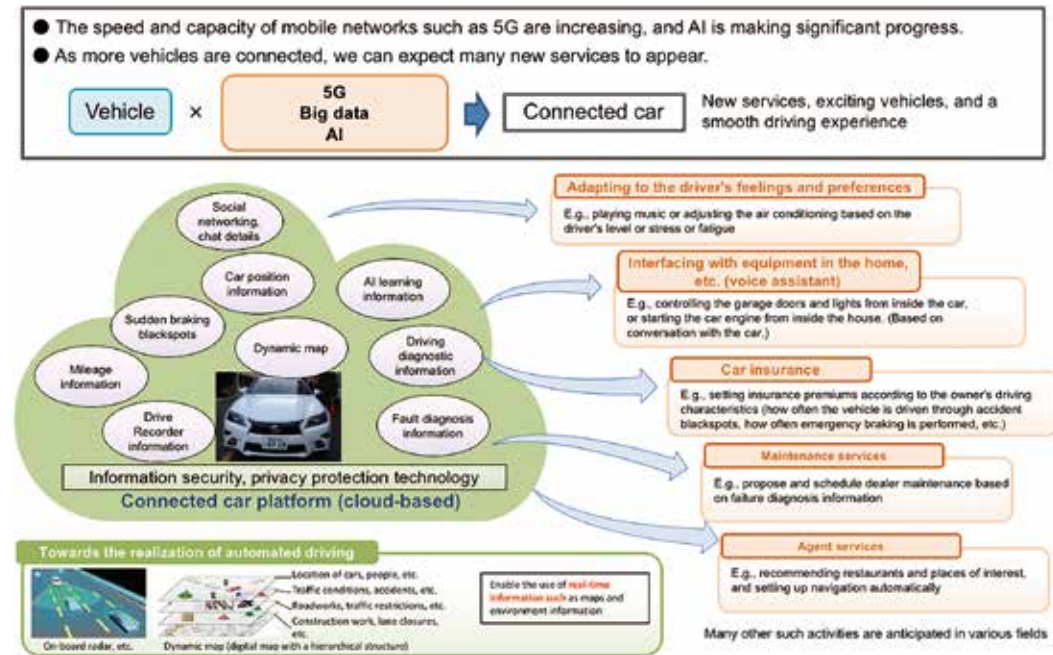 ● The speed and capacity of mobile networks such as 5G are increasing, and AI is making significant progress.
● As more vehicles are connected, we can expect many new services to appear.
Vehicle
×
5G
Big data
AI
Connected car
New services, exciting vehicles, and a
smooth driving experience
Social
networking,
chat details
Car position
information
AI learning
information
Sudden braking
blackspots
Dynamic map
Driving
diagnostic
information
Mileage
information
Drive
Recorder
information
Fault diagnosis
information
Information security, privacy protection technology
Connected car platform (cloud-based)
Adapting to the driver's feelings and preferences
E.g., playing music or adjusting the air conditioning based on the
driver's level or stress or fatigue
Interfacing with equipment in the home,
etc. (voice assistant)
E.g., controlling the garage doors and lights from inside the car,
or starting the car engine from inside the house. (Based on
conversation with the car.)
Car insurance
E.g., setting insurance premiums according to the owner's driving
characteristics (how often the vehicle is driven through accident
blackspots, how often emergency braking is performed, etc.)
Maintenance services
E.g., propose and schedule dealer maintenance based
on failure diagnosis information
Agent services
E.g., recommending restaurants and places of interest,
and setting up navigation automatically
Many other such activities are anticipated in various fields
Towards the realization of automated driving
On-board radar, etc.
Location of cars, people, etc.
Traffic conditions, accidents, etc.
Roadworks, traffic restrictions, etc.
Construction work, lane closures,
etc.
Dynamic map (digital map with a hierarchical structure)
Enable the use of real-time
information such as maps and
environment information